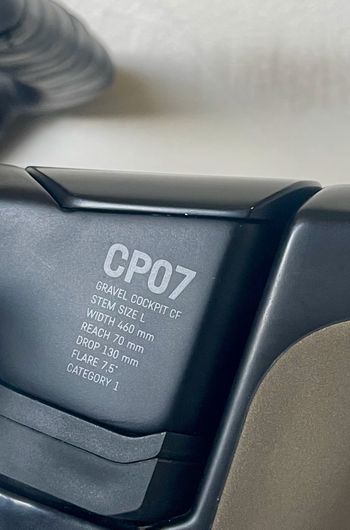 CP07
GRAVEL COCKPIT CF
STEM SIZE L
WIDTH 460 mm
REACH 70 mm
DROP 130 mm
FLARE 7.5°
CATEGORY 1